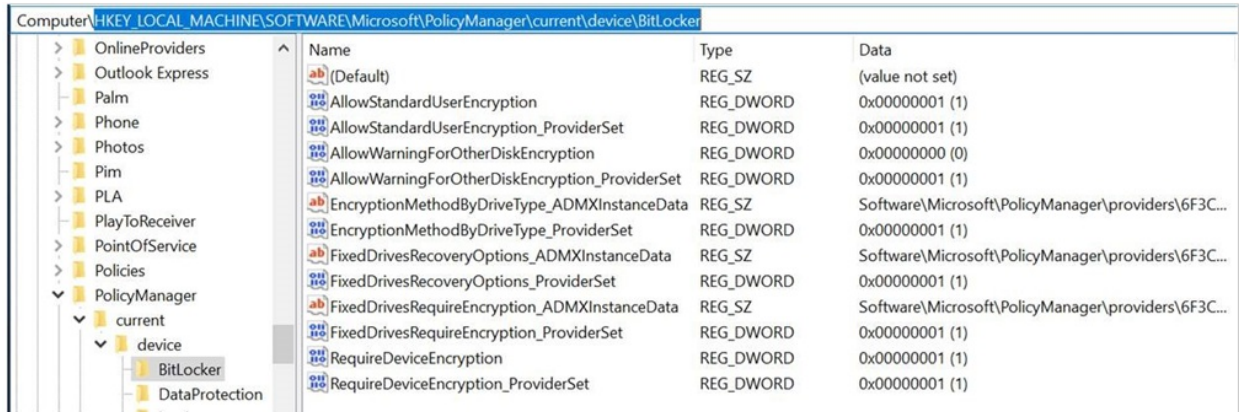 Computer\HKEY_LOCAL_MACHINE\SOFTWARE\Microsoft\PolicyManager\current\device\BitLocker
OnlineProviders
Outlook Express
Palm
Phone
Photos
Pim
PLA
PlayToReceiver
PointOfService
Policies
PolicyManager
current
device
BitLocker
DataProtection
Name Type Data
(Default) REG_SZ (value not set)
AllowStandardUserEncryption REG_DWORD 0x00000001 (1)
AllowStandardUserEncryption_ProviderSet REG_DWORD 0x00000001 (1)
AllowWarningForOtherDiskEncryption REG_DWORD 0x00000000 (0)
AllowWarningForOtherDiskEncryption_ProviderSet REG_DWORD 0x00000001 (1)
EncryptionMethodByDriveType_ADMXInstanceData REG_SZ Software\Microsoft\PolicyManager\providers\6F3C...
EncryptionMethodByDriveType_ProviderSet REG_DWORD 0x00000001 (1)
FixedDrivesRecoveryOptions_ADMXInstanceData REG_SZ Software\Microsoft\PolicyManager\providers\6F3C...
FixedDrivesRecoveryOptions_ProviderSet REG_DWORD 0x00000001 (1)
FixedDrivesRequireEncryption_ADMXInstanceData REG_SZ Software\Microsoft\PolicyManager\providers\6F3C...
FixedDrivesRequireEncryption_ProviderSet REG_DWORD 0x00000001 (1)
RequireDeviceEncryption REG_DWORD 0x00000001 (1)
RequireDeviceEncryption_ProviderSet REG_DWORD 0x00000001 (1)